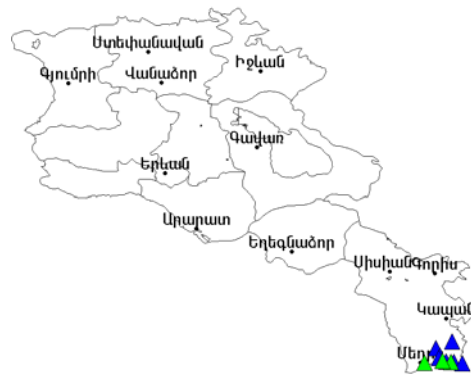 Ստեփանավան
Գյումրի
Վանաձոր
Իջևան
Գավառ
Երևան
Արարատ
Եղեգնաձոր
Սիսիան
Գորիս
Կապան